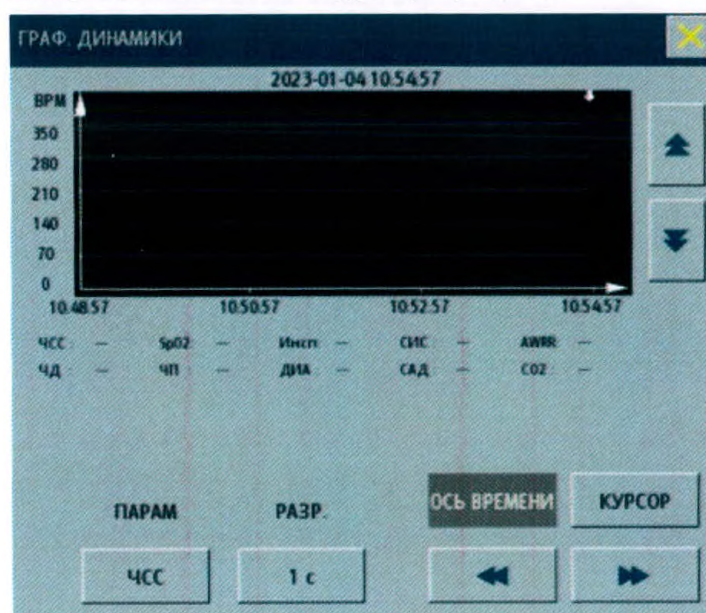 ГРАФ. ДИНАМИКИ
2023-01-04 10.54.57
BPM
350
280
210
140
70
0
10.48.57 10.50.57 10.52.57 10.54.57
ЧСС : -- SpO2 : -- Инсп : -- СИС : -- AWRR : --
ЧД : -- ЧП : -- ДИА : -- САД : -- CO2 : --
ПАРАМ РАЗР. ОСЬ ВРЕМЕНИ КУРСОР
ЧСС 1 с